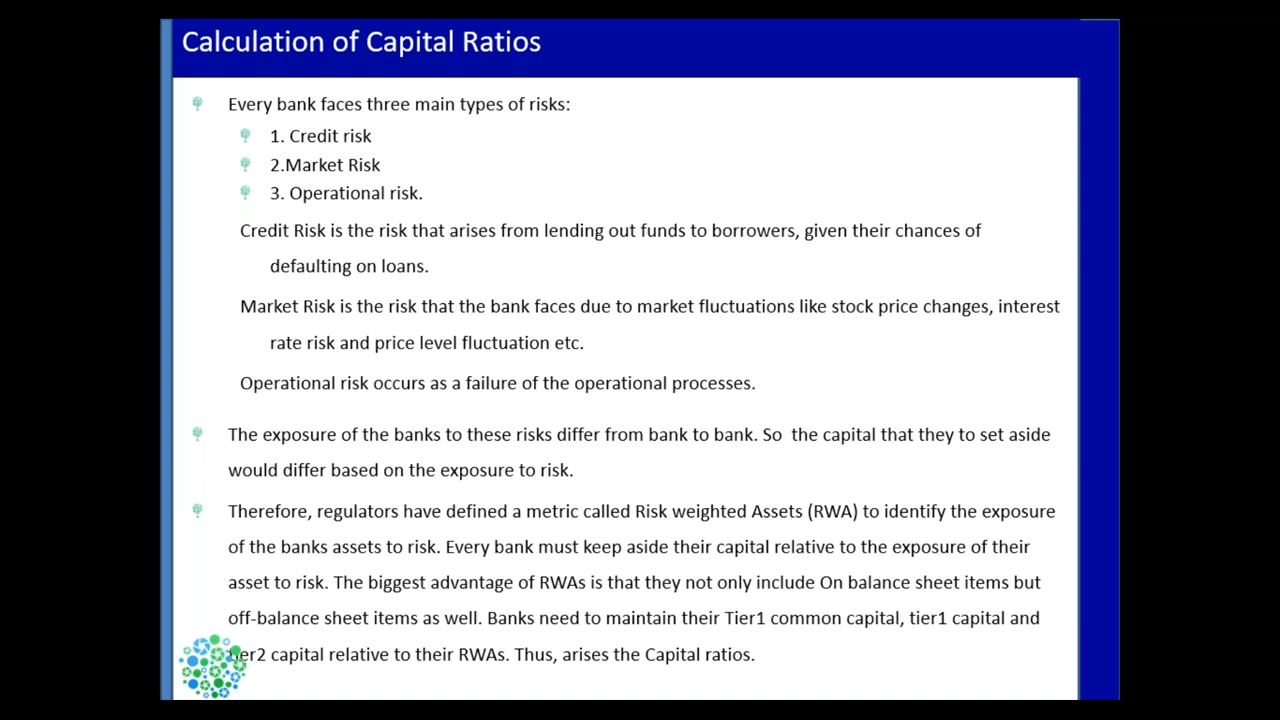 Calculation of Capital Ratios
Every bank faces three main types of risks:
1. Credit risk
2.Market Risk
3. Operational risk.
Credit Risk is the risk that arises from lending out funds to borrowers, given their chances of
defaulting on loans.
Market Risk is the risk that the bank faces due to market fluctuations like stock price changes, interest
rate risk and price level fluctuation etc.
Operational risk occurs as a failure of the operational processes.
The exposure of the banks to these risks differ from bank to bank. So the capital that they to set aside
would differ based on the exposure to risk.
Therefore, regulators have defined a metric called Risk weighted Assets (RWA) to identify the exposure
of the banks assets to risk. Every bank must keep aside their capital relative to the exposure of their
asset to risk. The biggest advantage of RWAs is that they not only include On balance sheet items but
off-balance sheet items as well. Banks need to maintain their Tier1 common capital, tier1 capital and
tier2 capital relative to their RWAs. Thus, arises the Capital ratios.